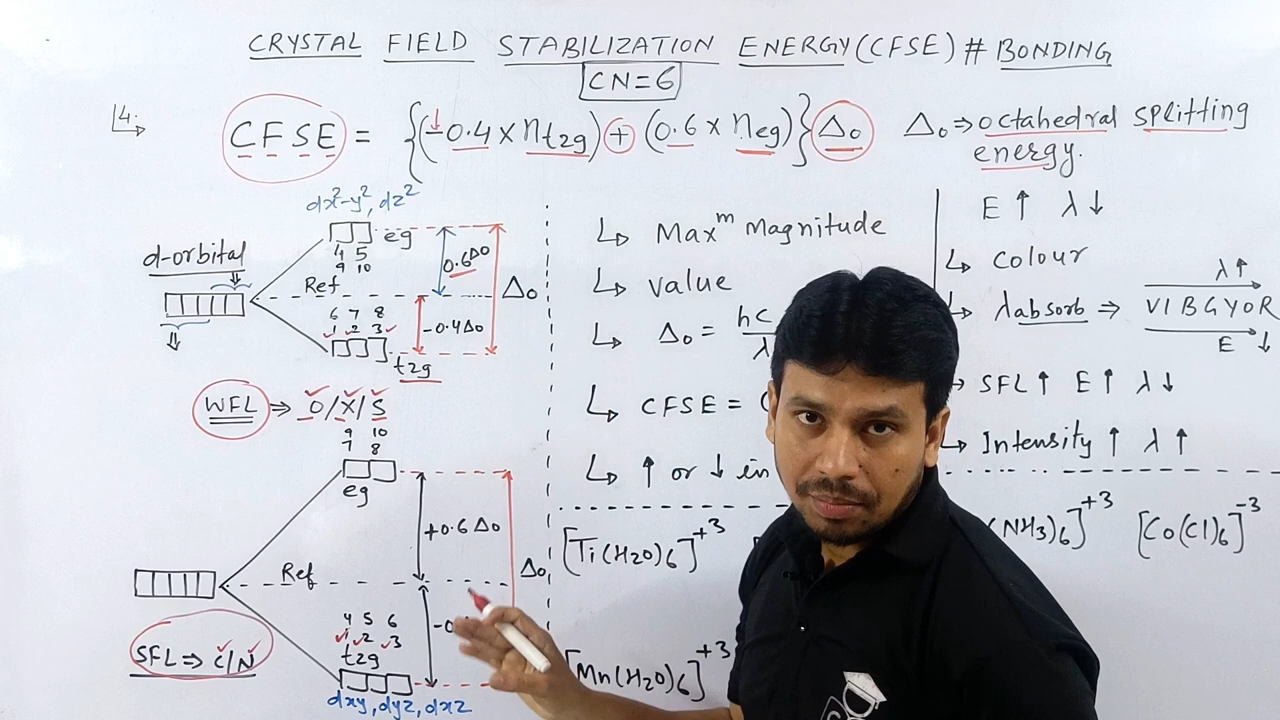 CRYSTAL FIELD STABILIZATION ENERGY (CFSE) # BONDING
CN=6
4.
CFSE = {(-0.4 × nt2g) + (0.6 × neg)} Δo
Δo ⇒ octahedral splitting
energy.
dx²-y², dz²
eg
4 5
9 10
d-orbital
0.6Δo
Ref
Δo
6 7 8
1 2 3
-0.4Δo
t2g
WFL ⇒ O/X/S
9 10
7 8
eg
+0.6Δo
Ref
Δo
4 5 6
1 2 3
t2g
SFL ⇒ C/N
dxy, dyz, dxz
↳ Maxᵐ Magnitude
↳ value
↳ Δo = hc
λ
↳ CFSE =
↳ ↑ or ↓ in
E ↑ λ ↓
↳ Colour
λ↑
↳ λabsorb ⇒ VIBGYOR
E ↓
SFL ↑ E ↑ λ ↓
↳ Intensity ↑ λ ↑
[Ti(H2O)6]+3
(NH3)6]+3
[Co(Cl)6]-3
[Mn(H2O)6]+3